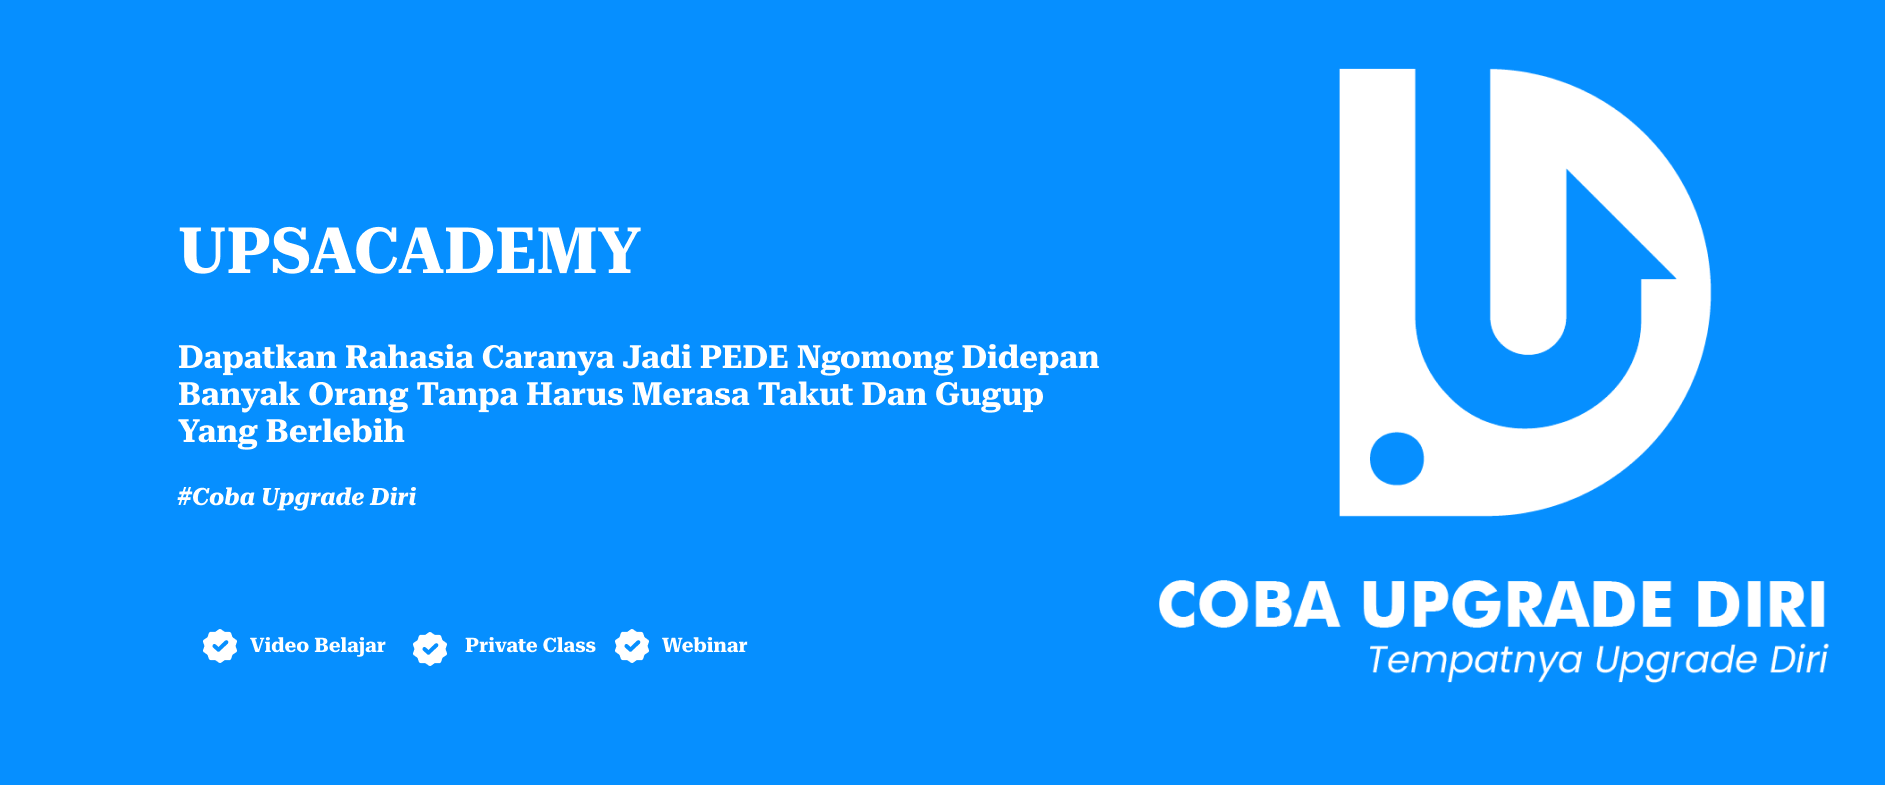 UPSACADEMY
Dapatkan Rahasia Caranya Jadi PEDE Ngomong Didepan
Banyak Orang Tanpa Harus Merasa Takut Dan Gugup
Yang Berlebih
#Coba Upgrade Diri
Video Belajar Private Class Webinar
COBA UPGRADE DIRI
Tempatnya Upgrade Diri